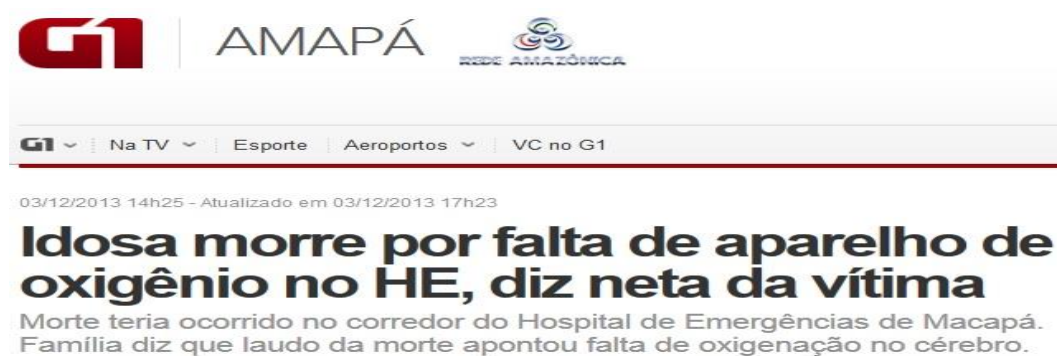 G1 AMAPÁ REDE AMAZÔNICA
G1 Na TV Esporte Aeroportos VC no G1
03/12/2013 14h25 - Atualizado em 03/12/2013 17h23
Idosa morre por falta de aparelho de
oxigênio no HE, diz neta da vítima
Morte teria ocorrido no corredor do Hospital de Emergências de Macapá.
Família diz que laudo da morte apontou falta de oxigenação no cérebro.